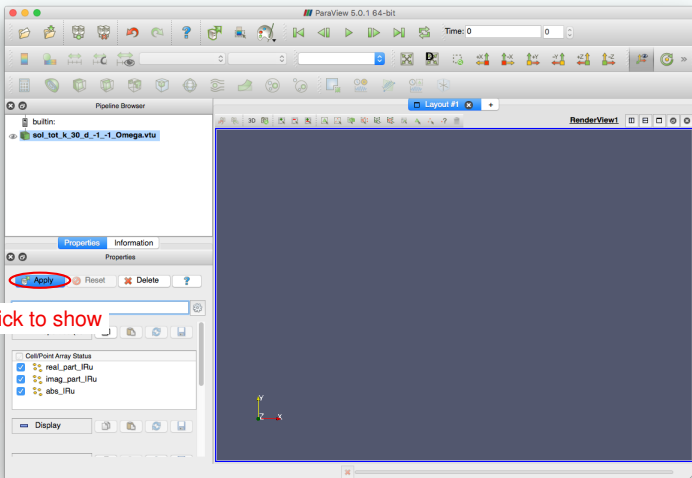 ParaView 5.0.1 64-bit
Time: 0
0
Pipeline Browser
Layout #1
+
builtin:
3D
RenderView1
sol_tot_k_30_d_-1_-1_Omega.vtu
Properties
Information
Properties
Apply
Reset
Delete
?
ick to show
Cell/Point Array Status
real_part_IRu
imag_part_IRu
abs_IRu
Display
Y
Z
X